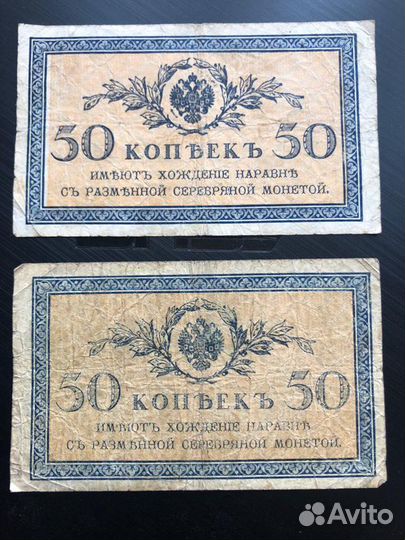 50 КОПѢЕКЪ 50
ИМѢЮТЪ ХОЖДЕНІЕ НАРАВНѢ
СЪ РАЗМѢННОЙ СЕРЕБРЯНОЙ МОНЕТОЙ.
50 КОПѢЕКЪ 50
ИМѢЮТЪ ХОЖДЕНІЕ НАРАВНѢ
СЪ РАЗМѢННОЙ СЕРЕБРЯНОЙ МОНЕТОЙ.
Avito